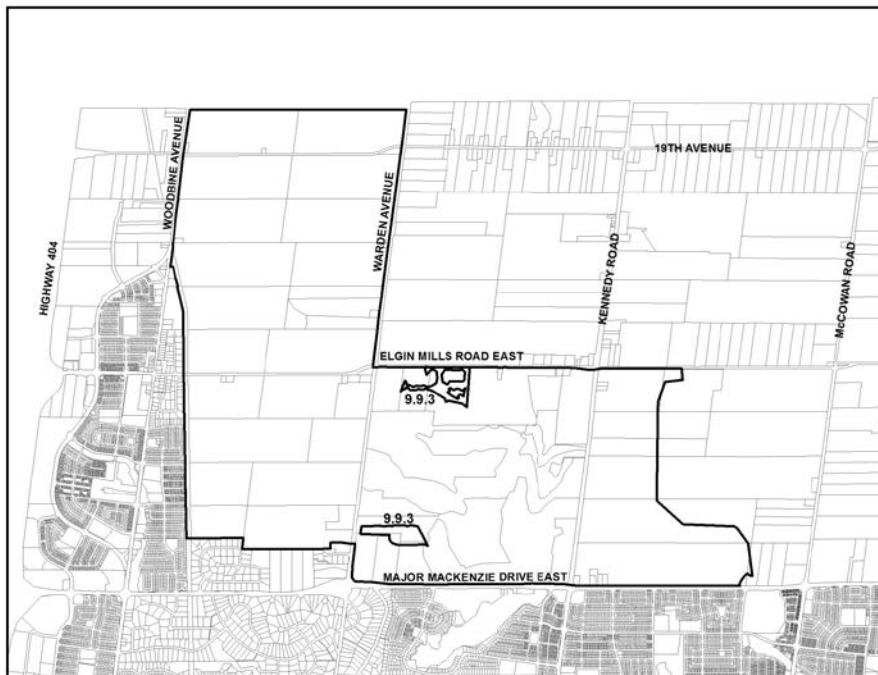 19TH AVENUE
WOODBINE AVENUE
WARDEN AVENUE
HIGHWAY 404
KENNEDY ROAD
McCOWAN ROAD
ELGIN MILLS ROAD EAST
9.9.3
9.9.3
MAJOR MACKENZIE DRIVE EAST